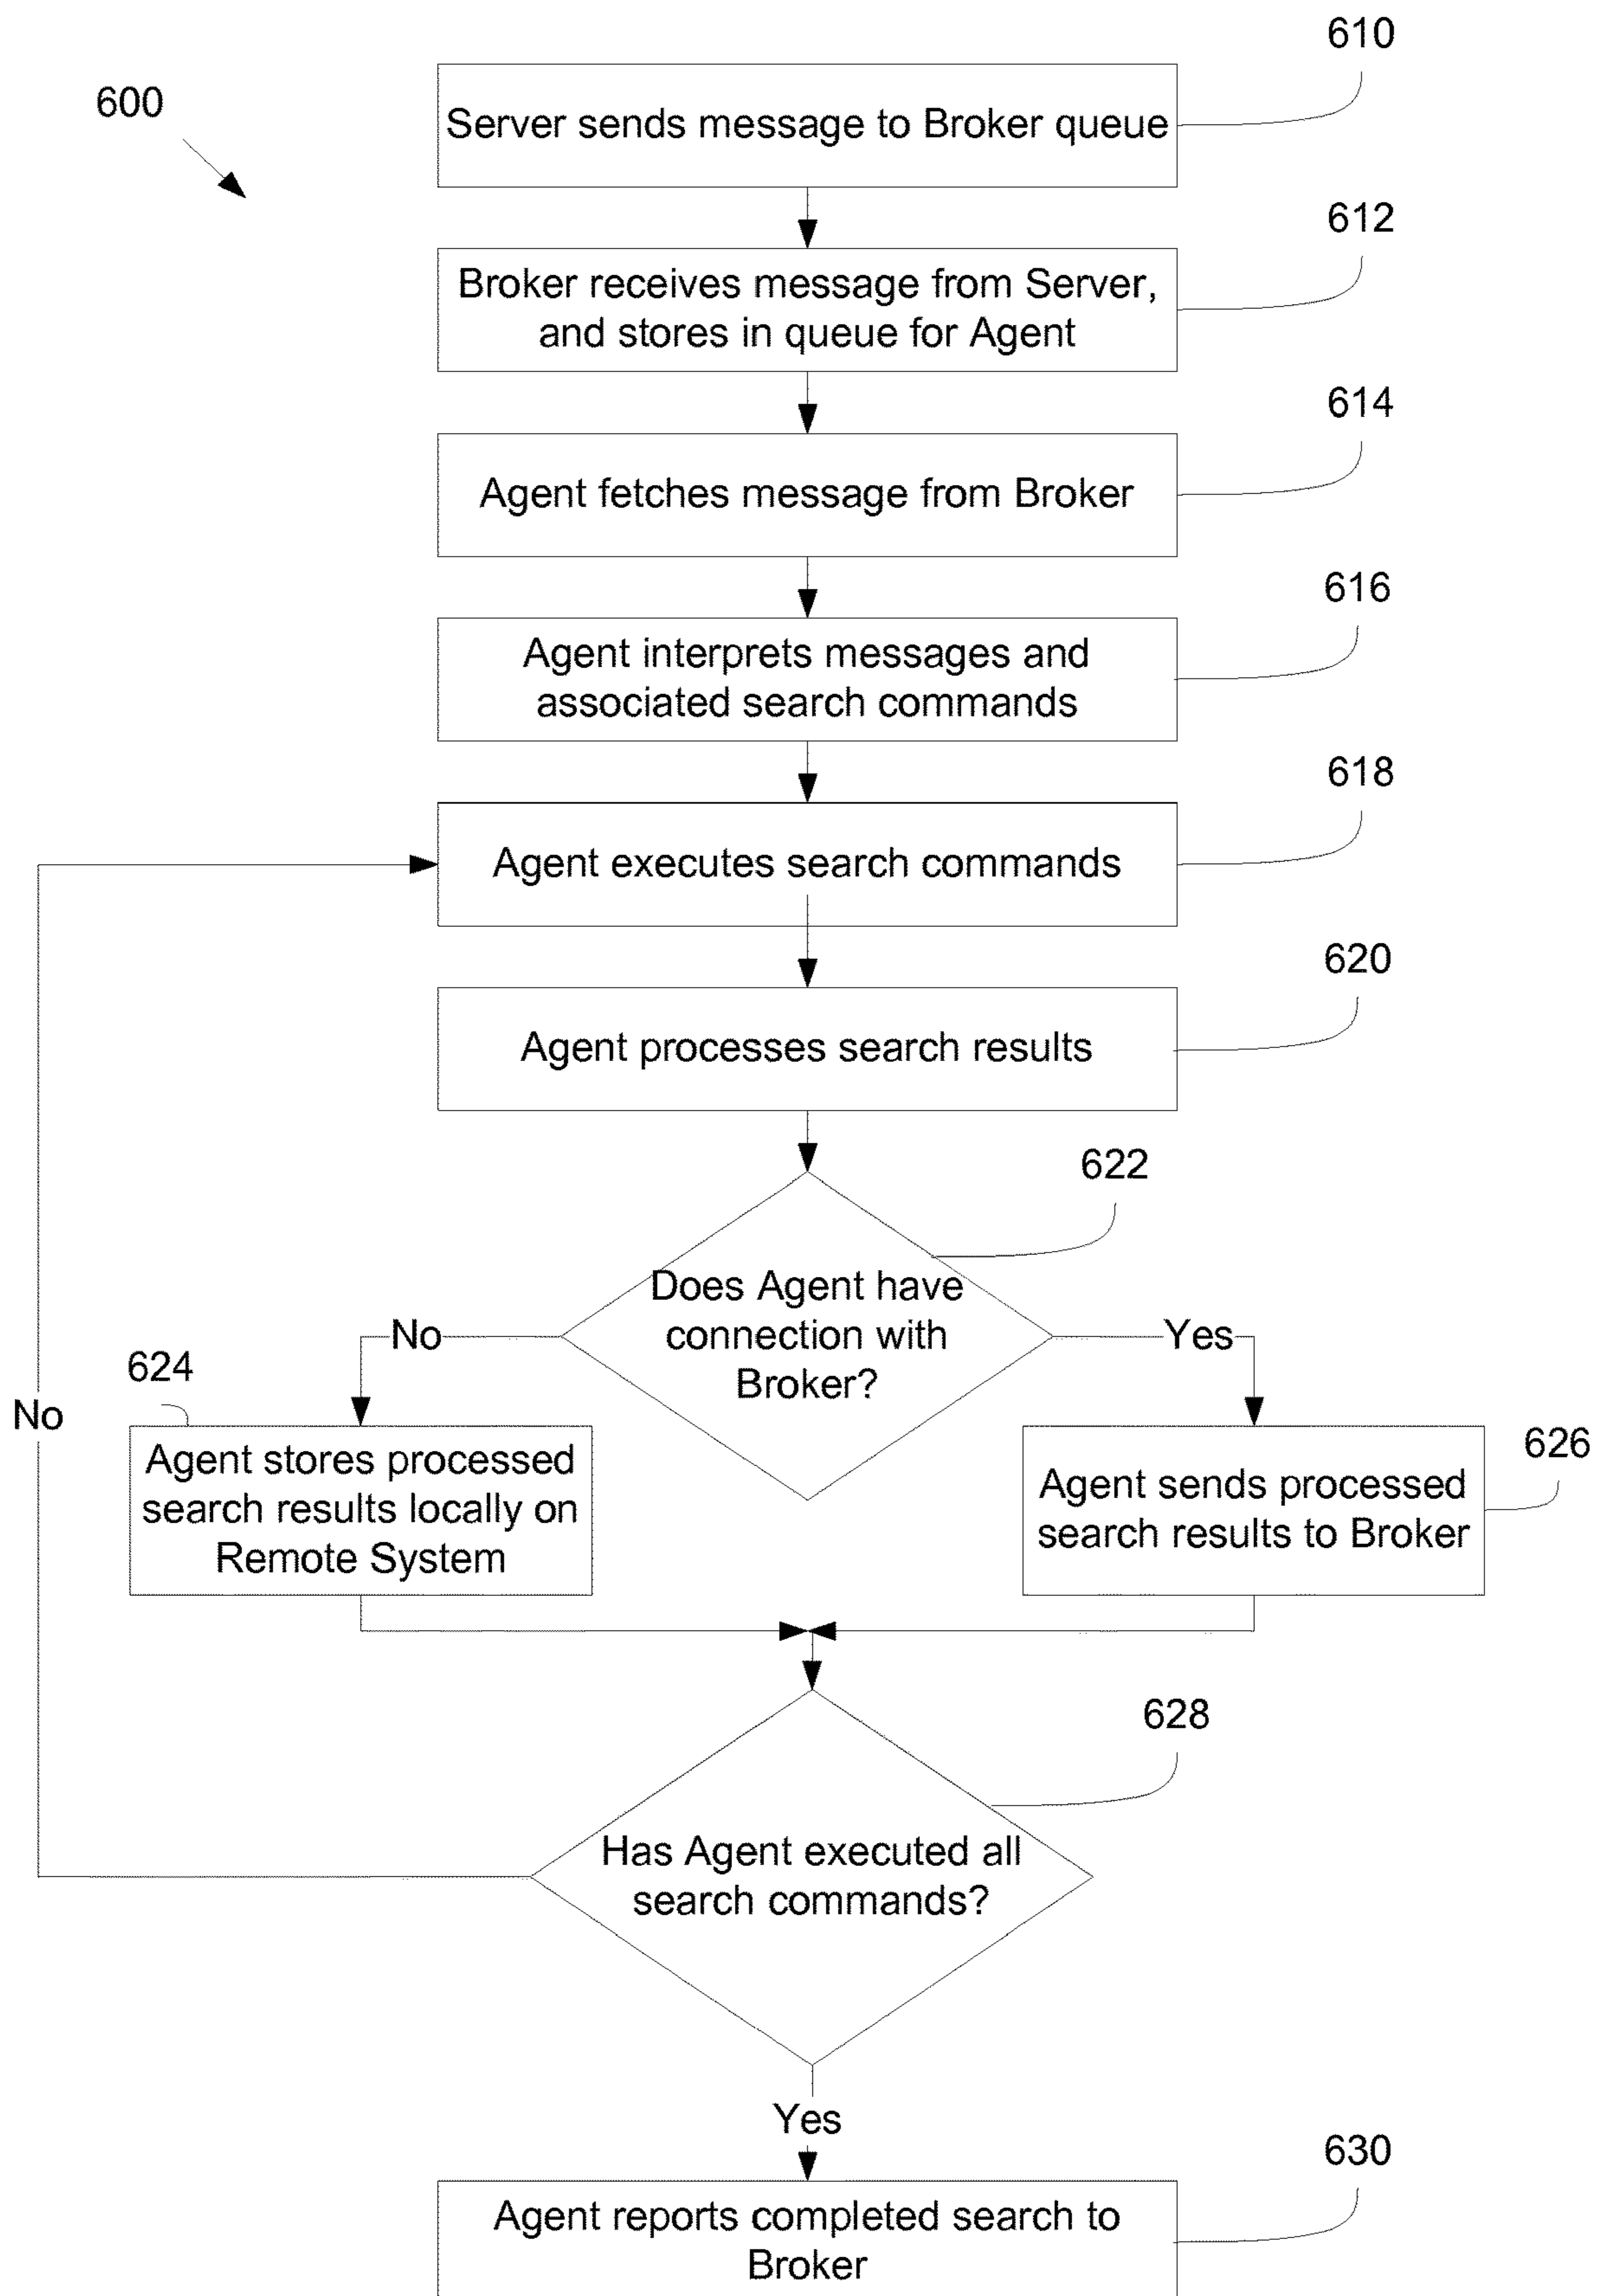 610
600
Server sends message to Broker queue
612
Broker receives message from Server,
and stores in queue for Agent
614
Agent fetches message from Broker
616
Agent interprets messages and
associated search commands
618
Agent executes search commands
620
Agent processes search results
622
Does Agent have
connection with
Broker?
No
Yes
624
No
Agent stores processed
search results locally on
Remote System
626
Agent sends processed
search results to Broker
628
Has Agent executed all
search commands?
Yes
630
Agent reports completed search to
Broker